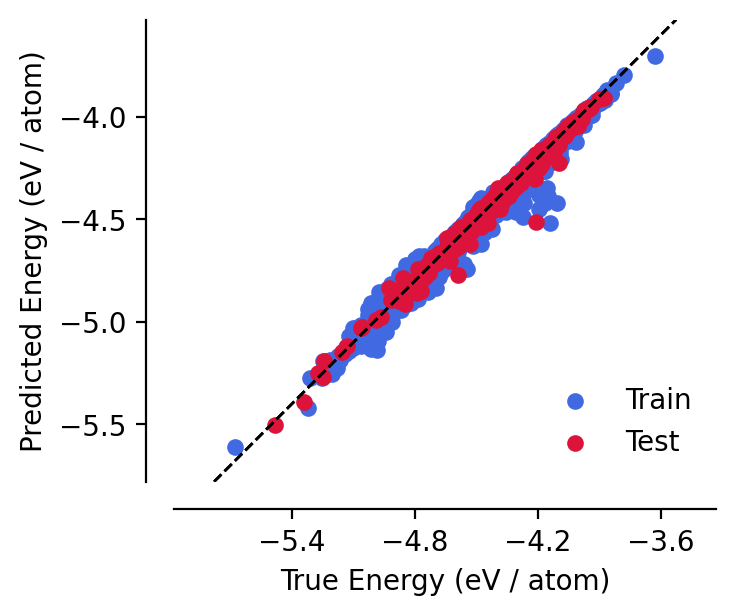 Predicted Energy (eV / atom)
−4.0
−4.5
−5.0
−5.5
Train
Test
−5.4 −4.8 −4.2 −3.6
True Energy (eV / atom)